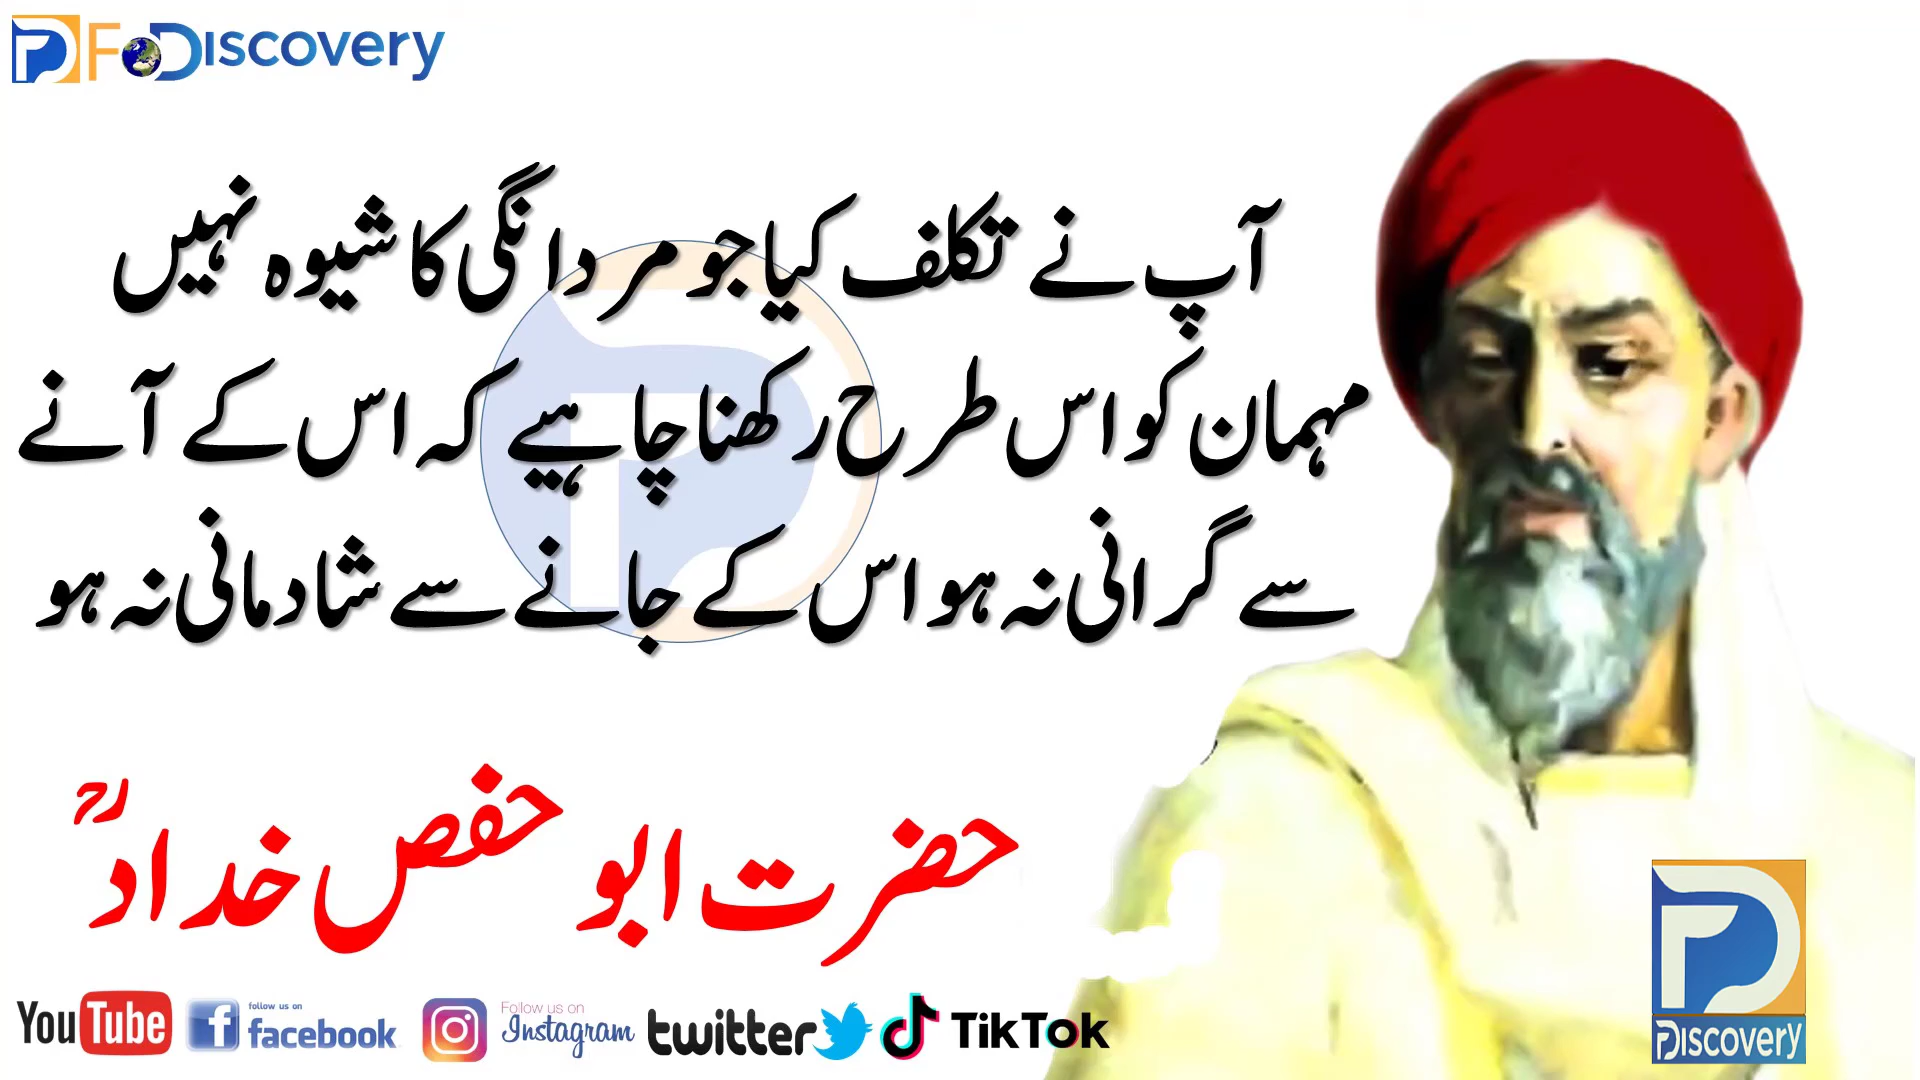 PFoDiscovery
آپ نے تکلف کیا جو مردانگی کا شیوہ نہیں
مہمان کو اس طرح رکھنا چاہیے کہ اس کے آنے
سے گرانی نہ ہو اس کے جانے سے شادمانی نہ ہو
حضرت ابو حفص خدادؒ
YouTube follow us on facebook Follow us on Instagram twitter TikTok
PDiscovery